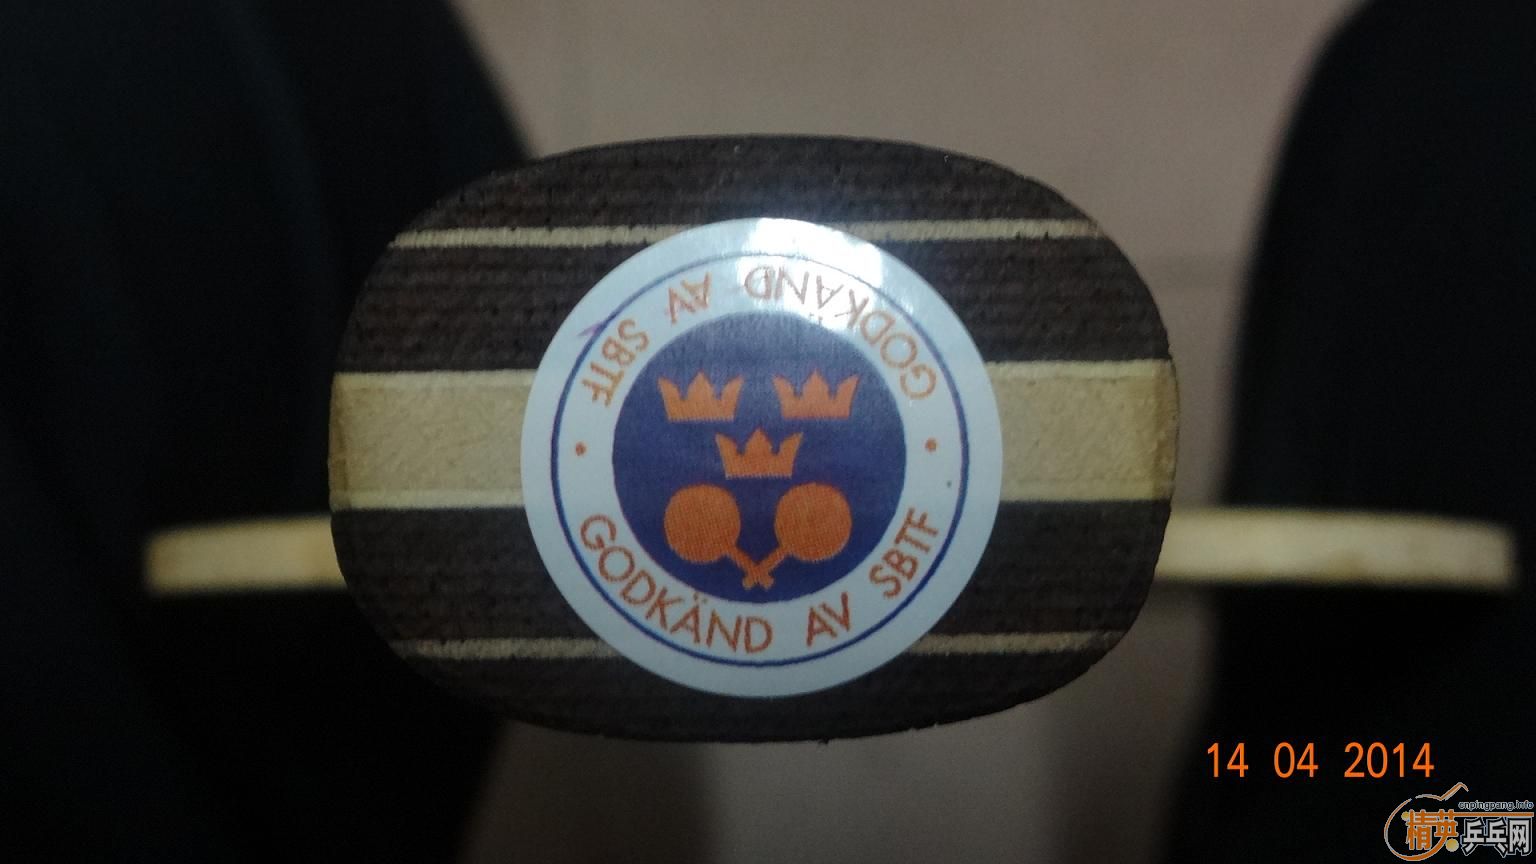 GODKÄND AV SBTF
GODKÄND AV SBTF
14 04 2014
cnpingpang.info
精英乒乓网